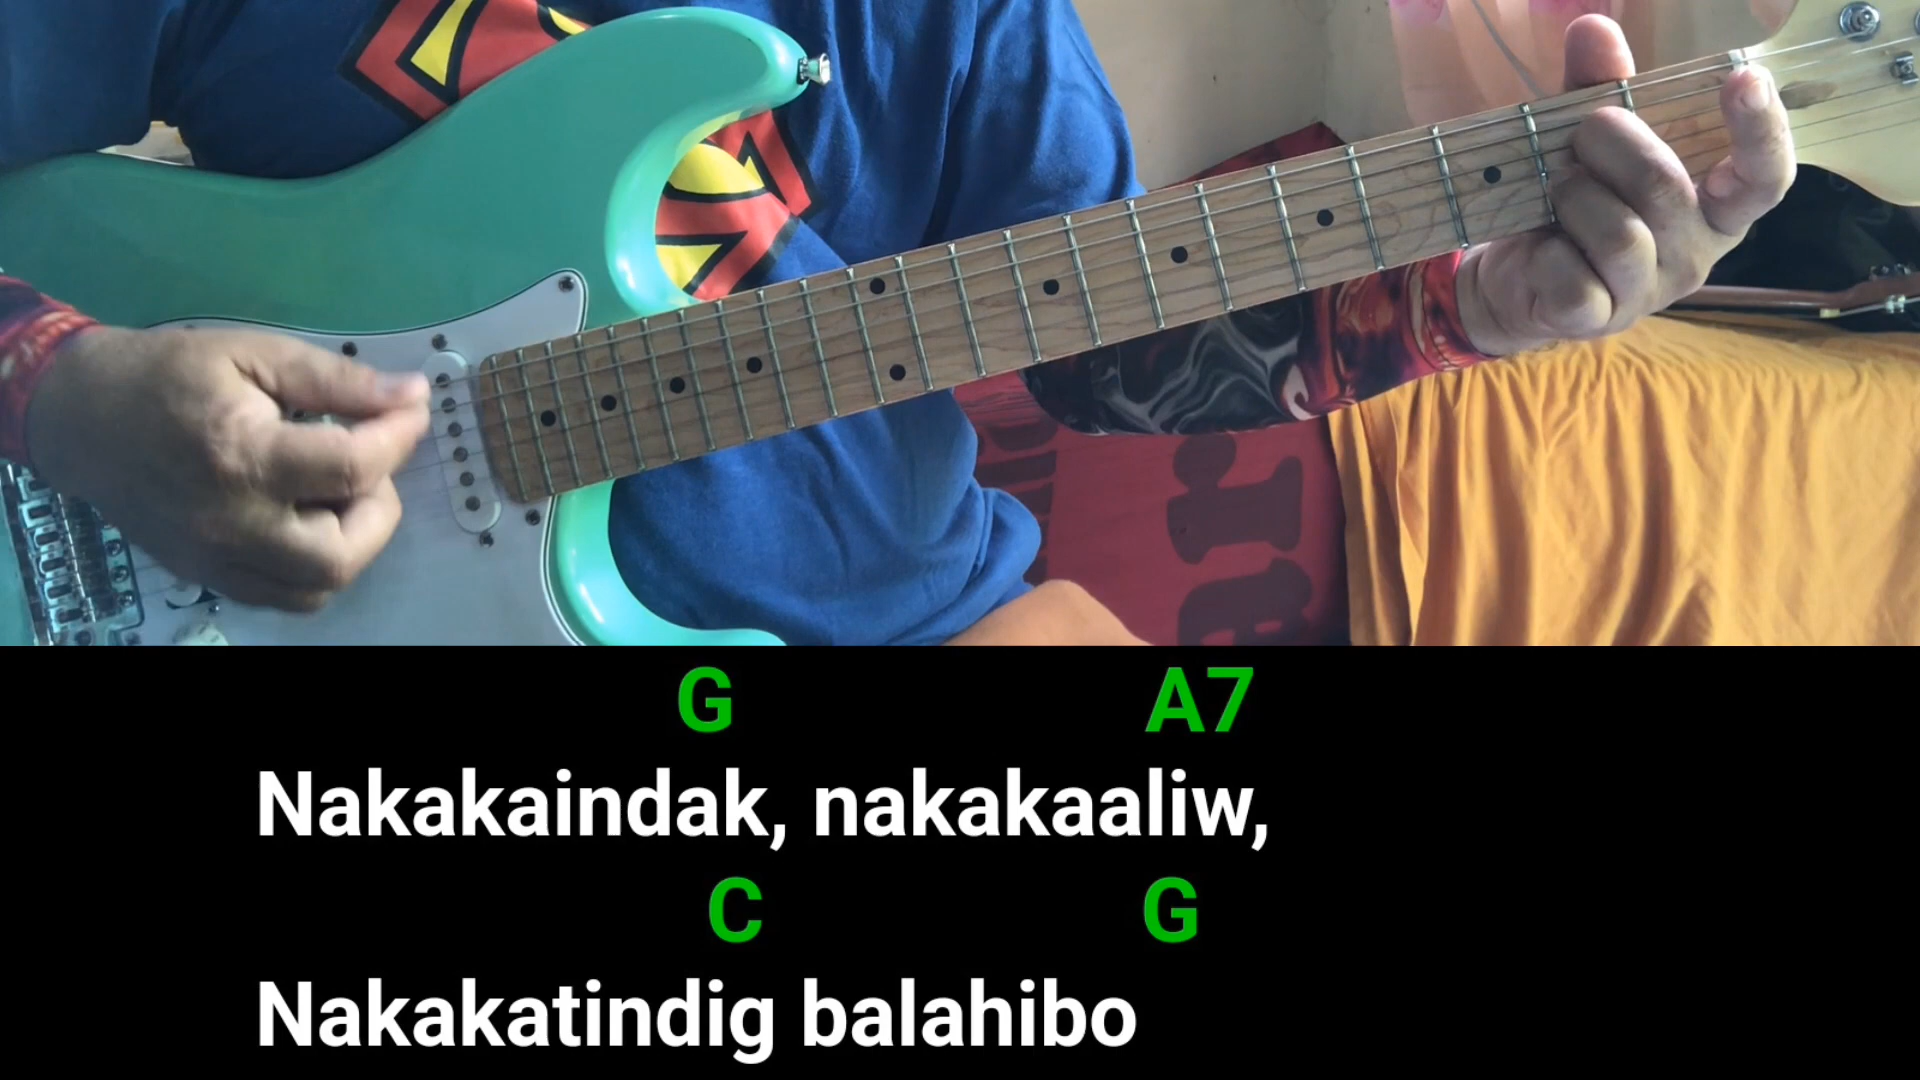 G A7
Nakakaindak, nakakaaliw,
C G
Nakakatindig balahibo